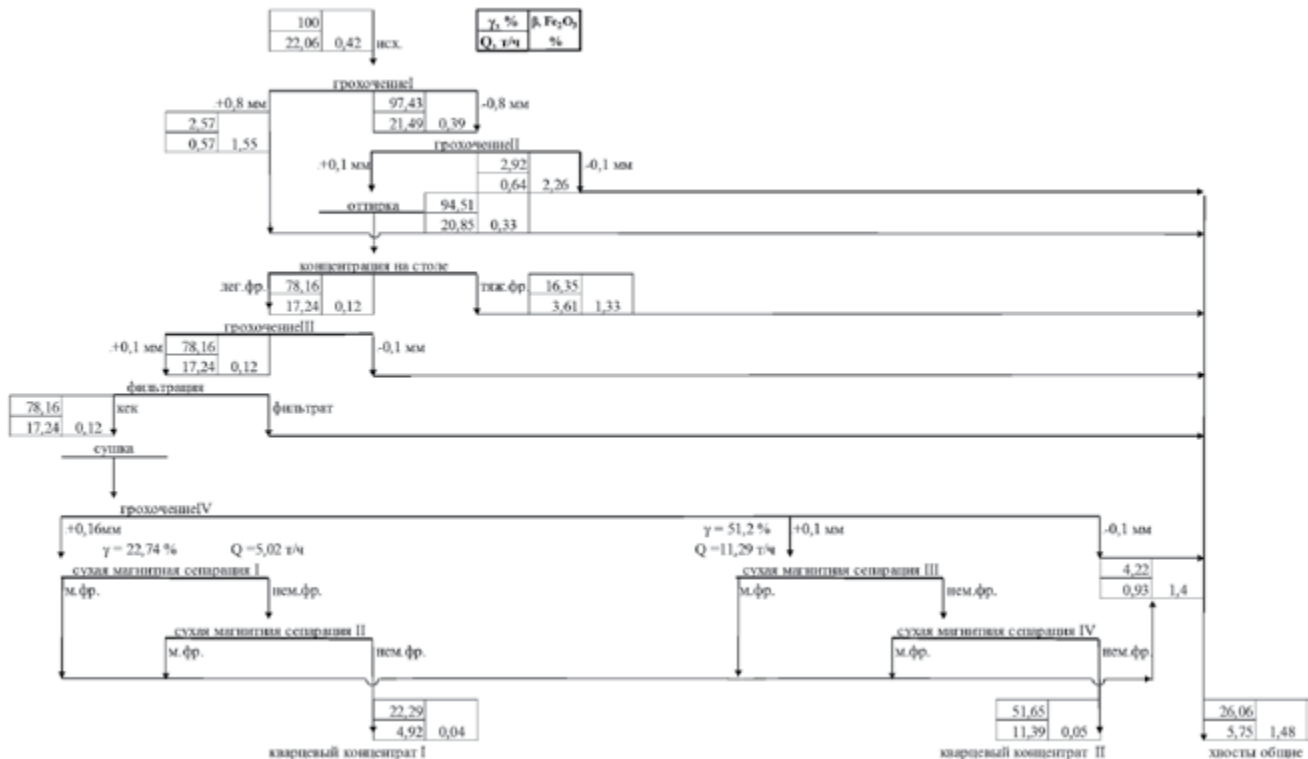 100
22,06 0,42 исх.
γ, % β, Fe₂O₃
Q, т/ч %
грохочениеI
.+0,8 мм
2,57
0,57 1,55
97,43
21,49 0,39
-0,8 мм
грохочениеII
.+0,1 мм
2,92
0,64 2,26
-0,1 мм
оттирка
94,51
20,85 0,33
концентрация на столе
лег.фр.
78,16
17,24 0,12
тяж.фр.
16,35
3,61 1,33
грохочениеIII
.+0,1 мм
78,16
17,24 0,12
-0,1 мм
фильтрация
78,16
17,24 0,12
кек
фильтрат
сушка
грохочениеIV
.+0,16мм
γ = 22,74 % Q =5,02 т/ч
γ = 51,2 %
Q =11,29 т/ч
.+0,1 мм
-0,1 мм
4,22
0,93 1,4
сухая магнитная сепарация I
м.фр. нем.фр.
сухая магнитная сепарация II
м.фр. нем.фр.
сухая магнитная сепарация III
м.фр. нем.фр.
сухая магнитная сепарация IV
м.фр. нем.фр.
22,29
4,92 0,04
кварцевый концентрат I
51,65
11,39 0,05
кварцевый концентрат II
26,06
5,75 1,48
хвосты общие